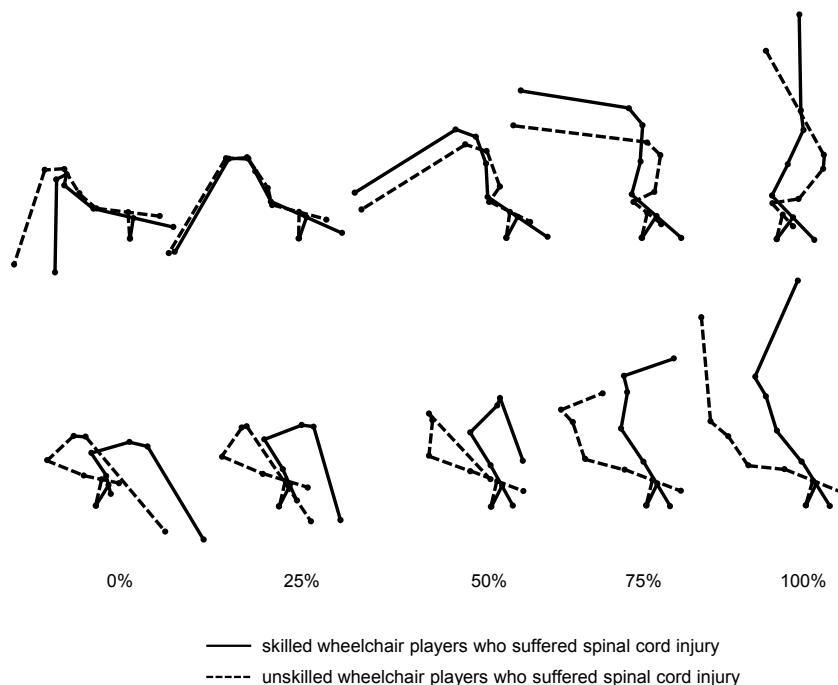 0% 25% 50% 75% 100%
skilled wheelchair players who suffered spinal cord injury
unskilled wheelchair players who suffered spinal cord injury